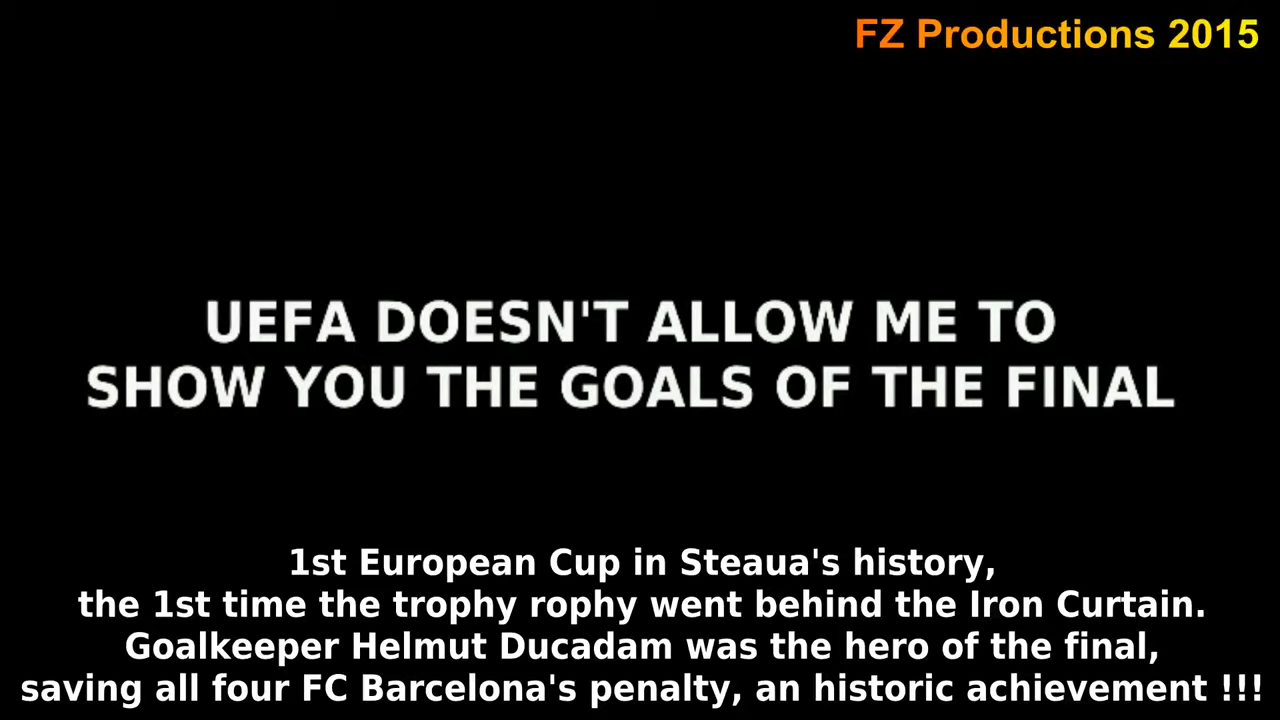 FZ Productions 2015
UEFA DOESN'T ALLOW ME TO
SHOW YOU THE GOALS OF THE FINAL
1st European Cup in Steaua's history,
the 1st time the trophy rophy went behind the Iron Curtain.
Goalkeeper Helmut Ducadam was the hero of the final,
saving all four FC Barcelona's penalty, an historic achievement !!!